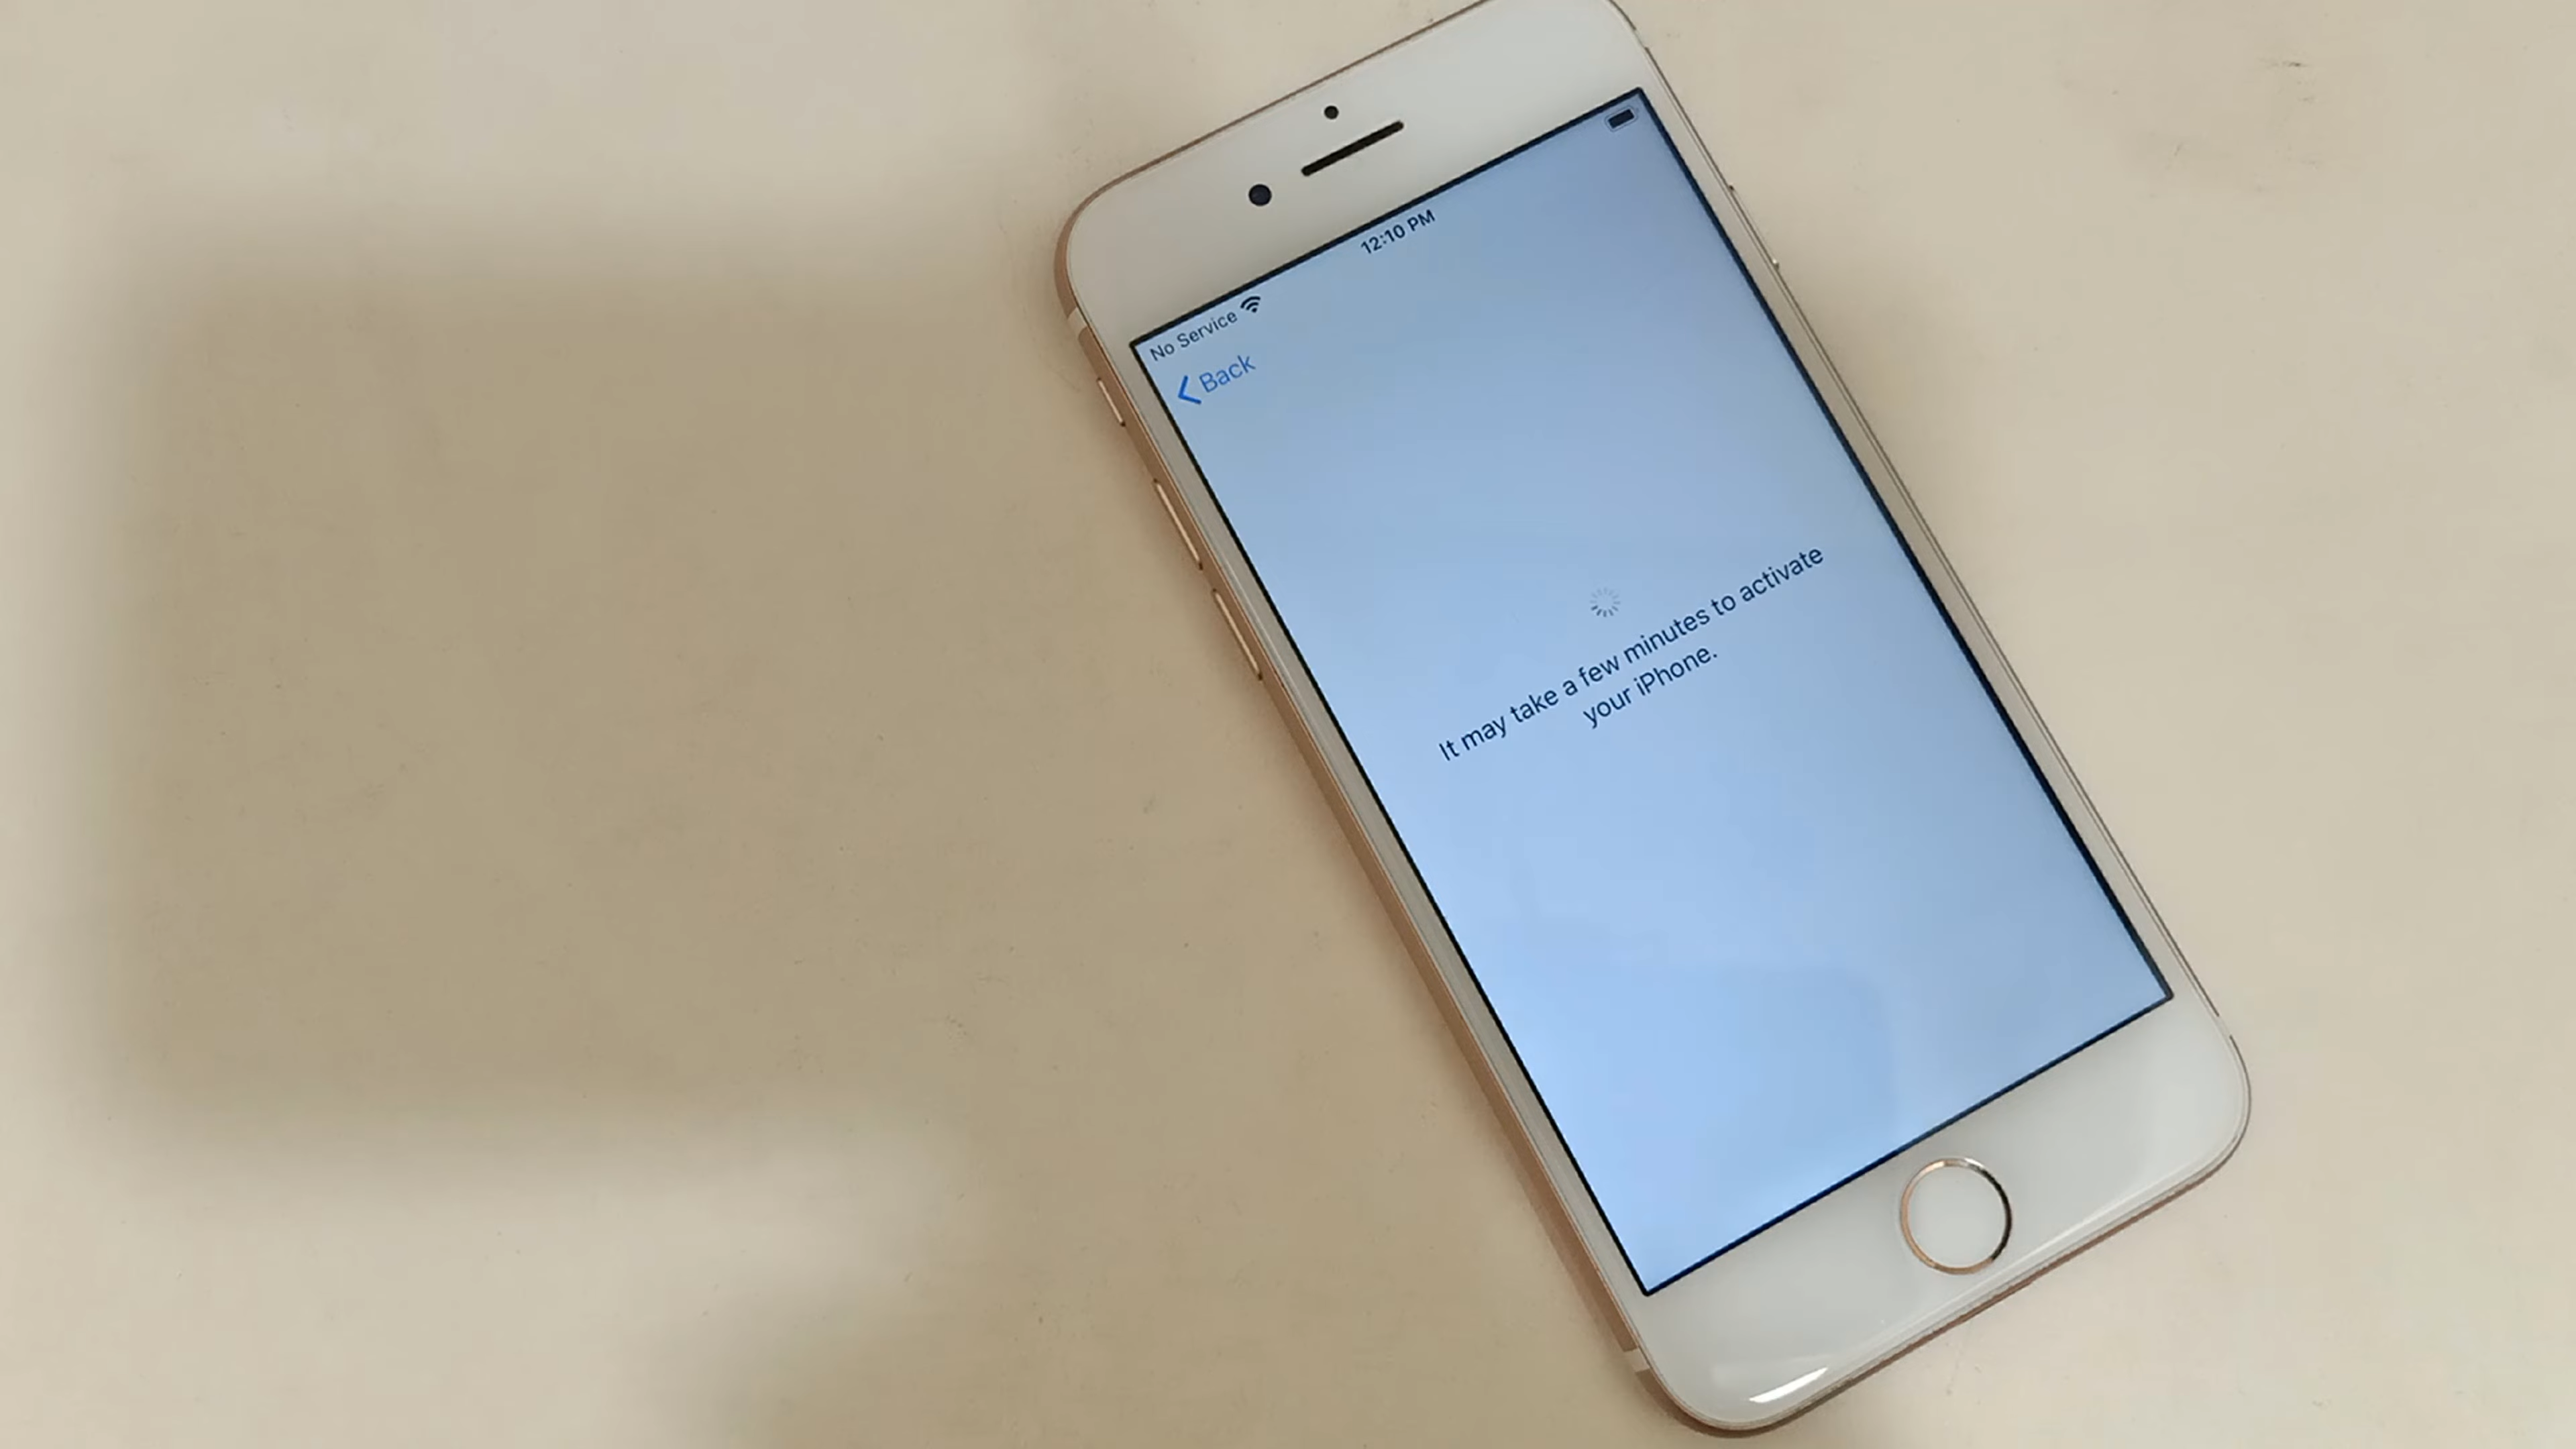 No Service
12:10 PM
Back
It may take a few minutes to activate
your iPhone.